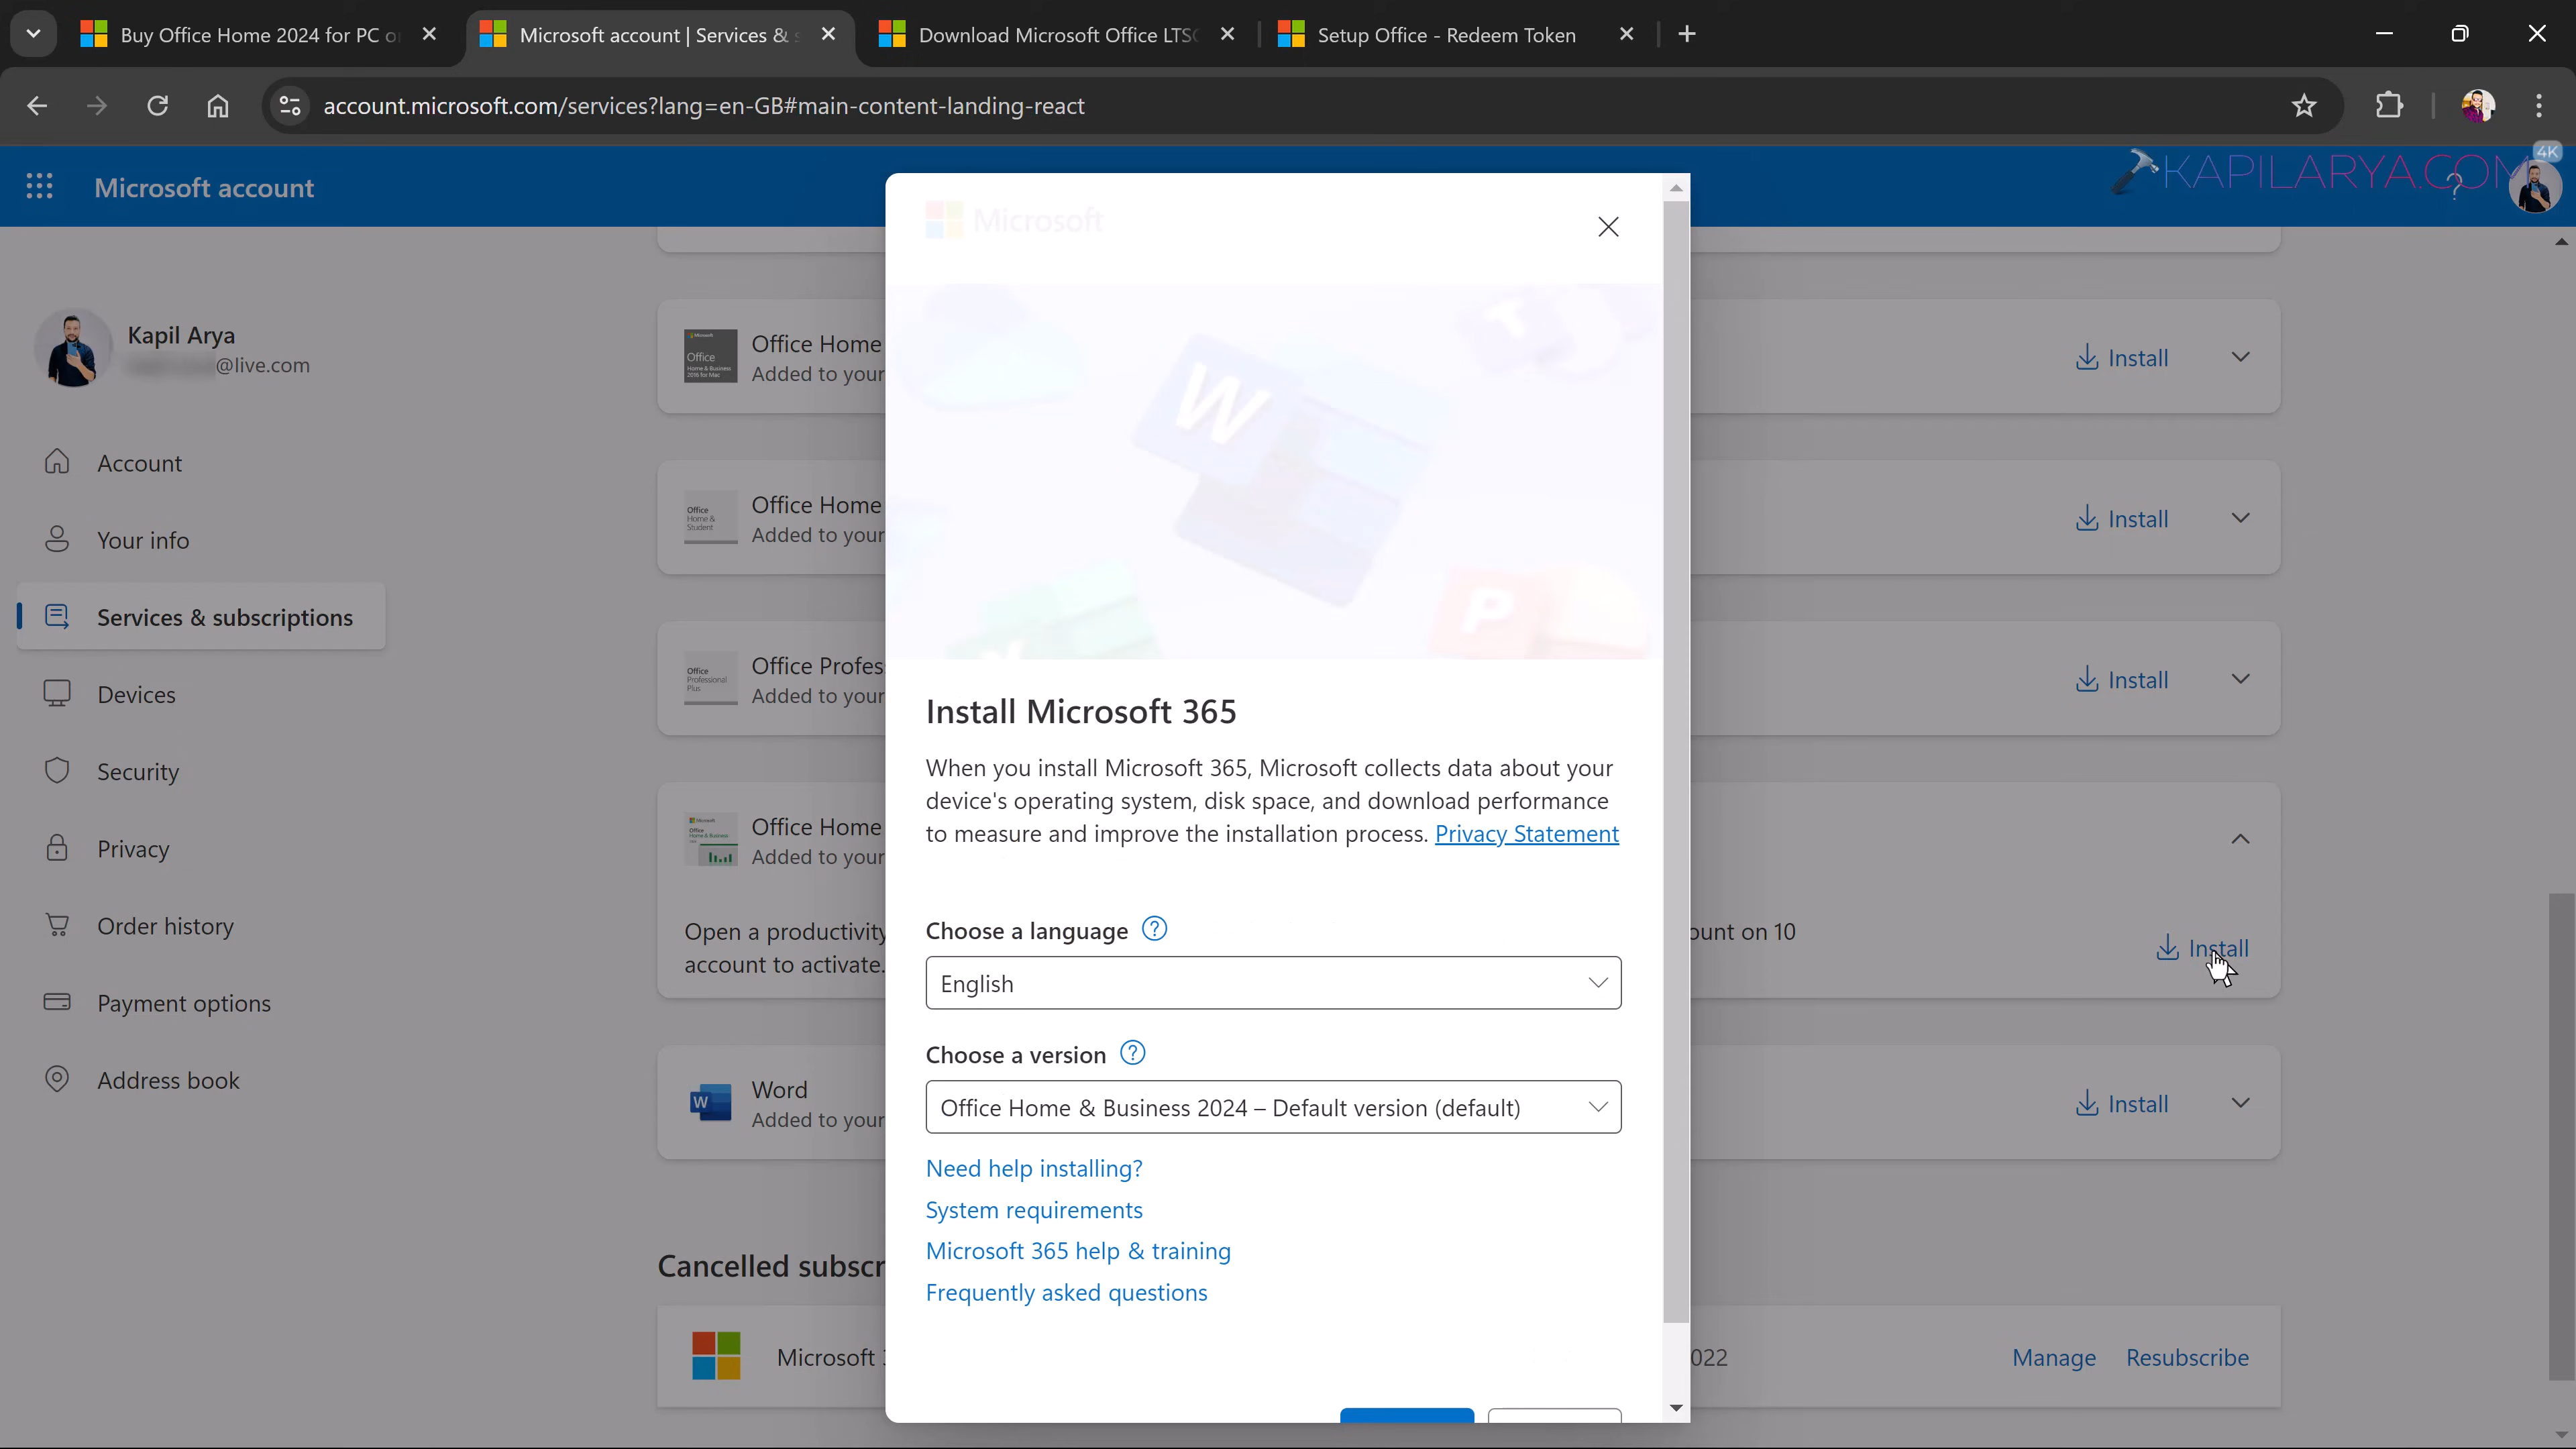 Buy Office Home 2024 for PC o
Microsoft account | Services & s
Download Microsoft Office LTSC
Setup Office - Redeem Token
account.microsoft.com/services?lang=en-GB#main-content-landing-react
Microsoft account
KAPILARYA.COM
4K
Microsoft
Kapil Arya
@live.com
Account
Your info
Services & subscriptions
Devices
Security
Privacy
Order history
Payment options
Address book
Office Home
Added to your
Install
Office Home
Added to your
Install
Office Profes
Added to your
Install
Office Home
Added to your
Open a productivity
account to activate.
ount on 10
Install
Word
Added to your
Install
Cancelled subscr
Microsoft
022
Manage
Resubscribe
Install Microsoft 365
When you install Microsoft 365, Microsoft collects data about your
device's operating system, disk space, and download performance
to measure and improve the installation process. Privacy Statement
Choose a language
English
Choose a version
Office Home & Business 2024 – Default version (default)
Need help installing?
System requirements
Microsoft 365 help & training
Frequently asked questions